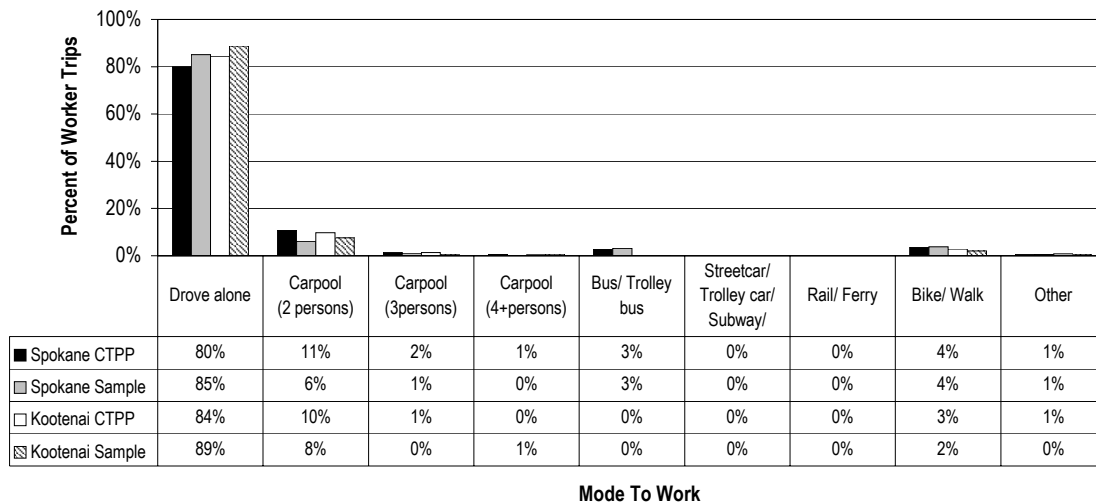 100%
80%
60%
40%
20%
0%
Percent of Worker Trips
Drove alone
Carpool
(2 persons)
Carpool
(3persons)
Carpool
(4+persons)
Bus/ Trolley
bus
Streetcar/
Trolley car/
Subway/
Rail/ Ferry
Bike/ Walk
Other
Spokane CTPP 80% 11% 2% 1% 3% 0% 0% 4% 1%
Spokane Sample 85% 6% 1% 0% 3% 0% 0% 4% 1%
Kootenai CTPP 84% 10% 1% 0% 0% 0% 0% 3% 1%
Kootenai Sample 89% 8% 0% 1% 0% 0% 0% 2% 0%
Mode To Work